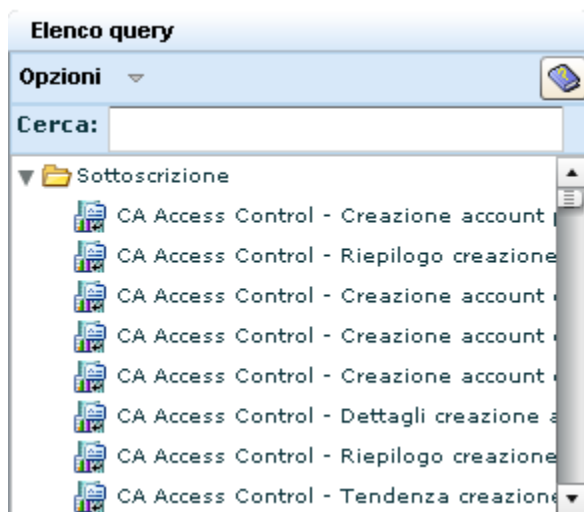 Elenco query
Opzioni
Cerca:
Sottoscrizione
CA Access Control - Creazione account
CA Access Control - Riepilogo creazione
CA Access Control - Creazione account
CA Access Control - Creazione account
CA Access Control - Creazione account
CA Access Control - Dettagli creazione
CA Access Control - Riepilogo creazione
CA Access Control - Tendenza creazione